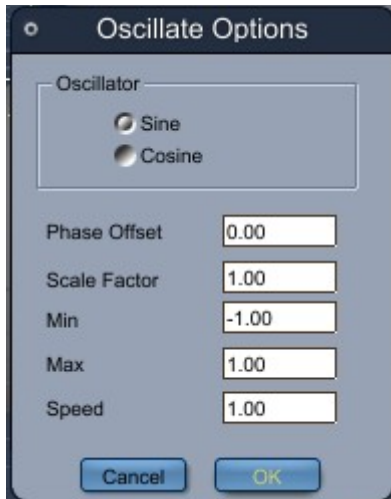 Oscillate Options
Oscillator
Sine
Cosine
Phase Offset 0.00
Scale Factor 1.00
Min -1.00
Max 1.00
Speed 1.00
Cancel OK